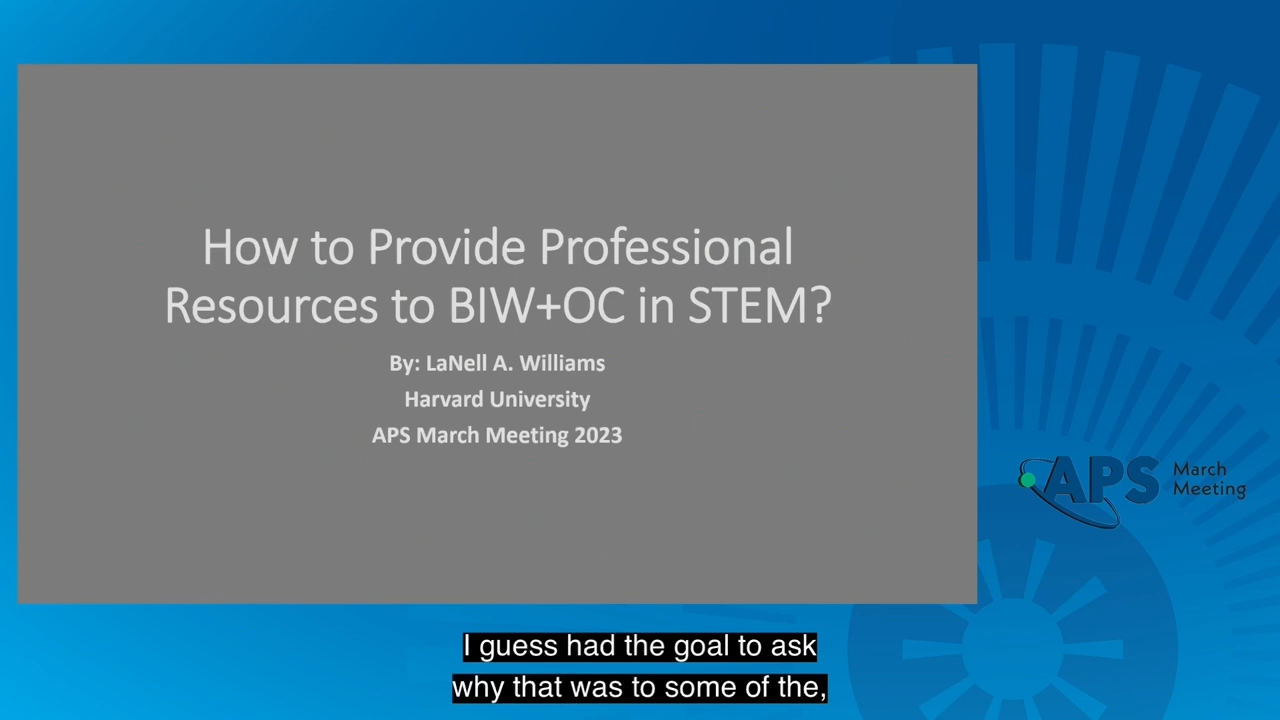 How to Provide Professional
Resources to BIW+OC in STEM?
By: LaNell A. Williams
Harvard University
APS March Meeting 2023
APS March
Meeting
I guess had the goal to ask
why that was to some of the,